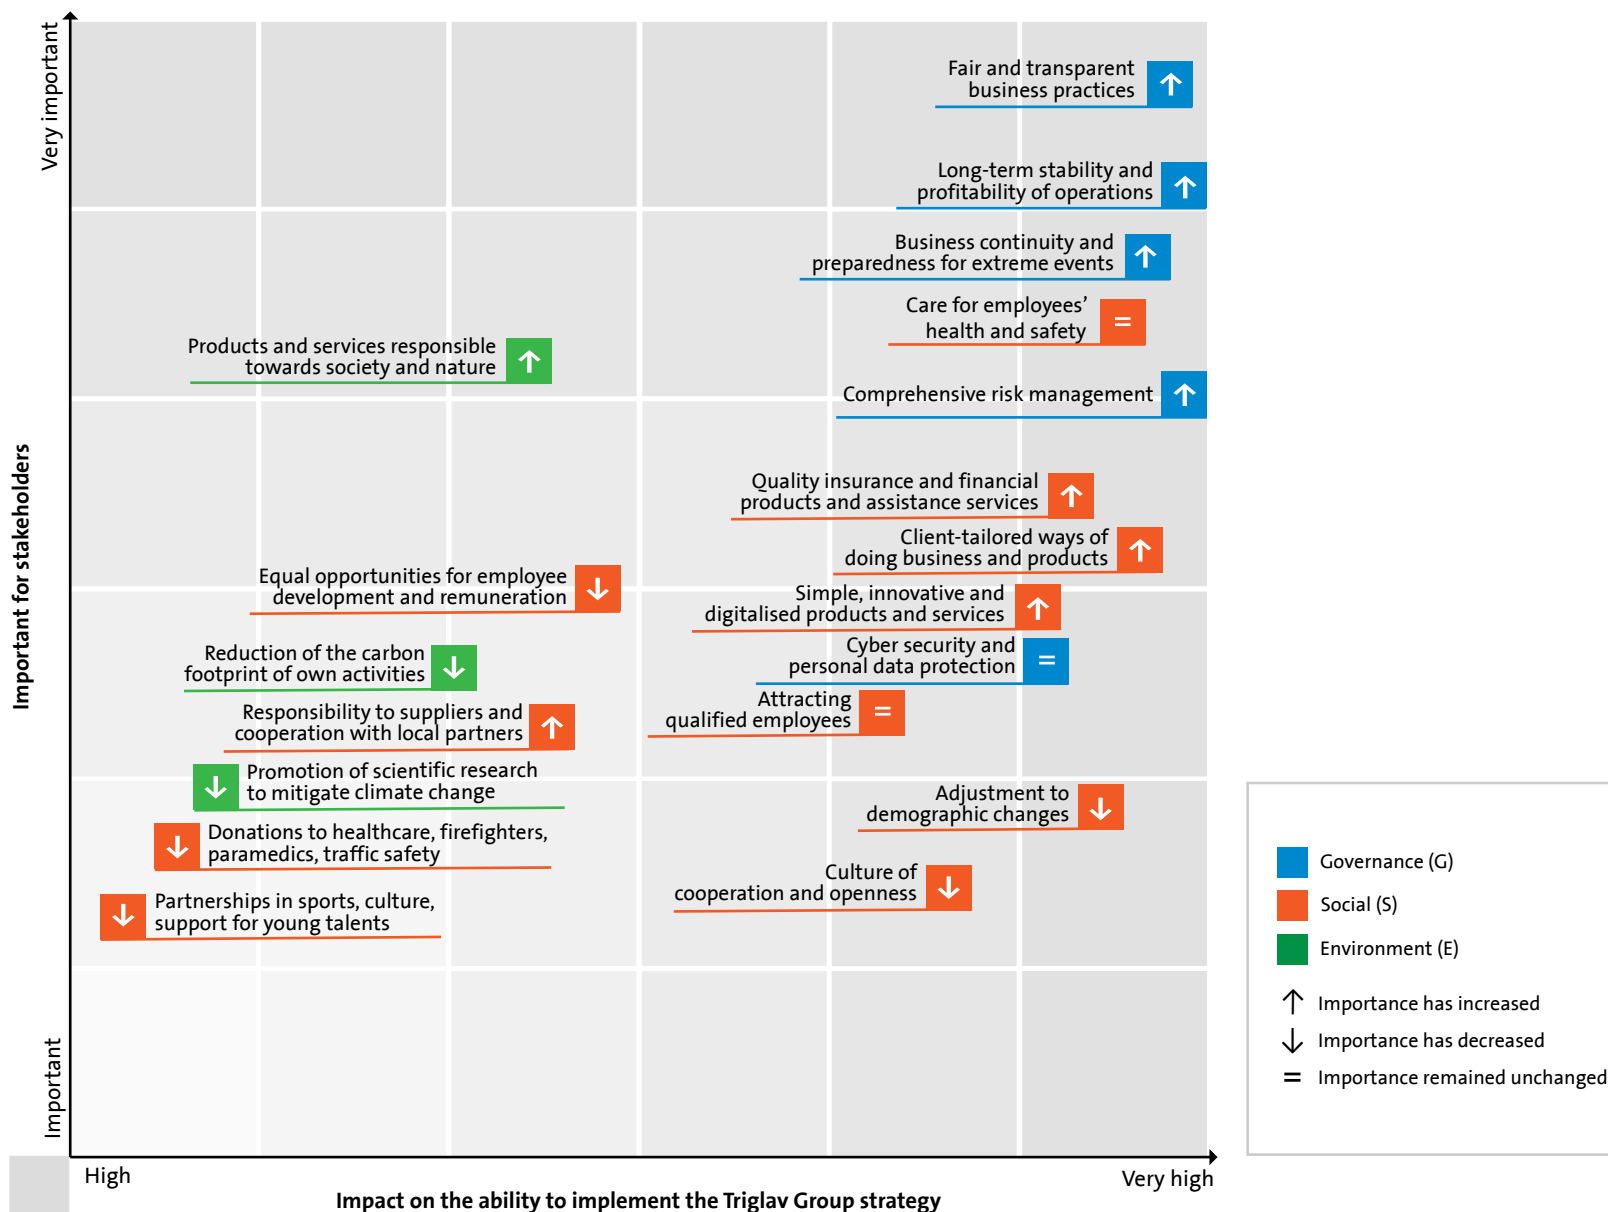 Very important
Important for stakeholders
Important
Fair and transparent
business practices
Long-term stability and
profitability of operations
Business continuity and
preparedness for extreme events
Care for employees’
health and safety
Products and services responsible
towards society and nature
Comprehensive risk management
Quality insurance and financial
products and assistance services
Client-tailored ways of
doing business and products
Equal opportunities for employee
development and remuneration
Simple, innovative and
digitalised products and services
Cyber security and
personal data protection
Reduction of the carbon
footprint of own activities
Attracting
qualified employees
Responsibility to suppliers and
cooperation with local partners
Promotion of scientific research
to mitigate climate change
Adjustment to
demographic changes
Donations to healthcare, firefighters,
paramedics, traffic safety
Culture of
cooperation and openness
Partnerships in sports, culture,
support for young talents
High
Very high
Impact on the ability to implement the Triglav Group strategy
Governance (G)
Social (S)
Environment (E)
↑ Importance has increased
↓ Importance has decreased
= Importance remained unchanged